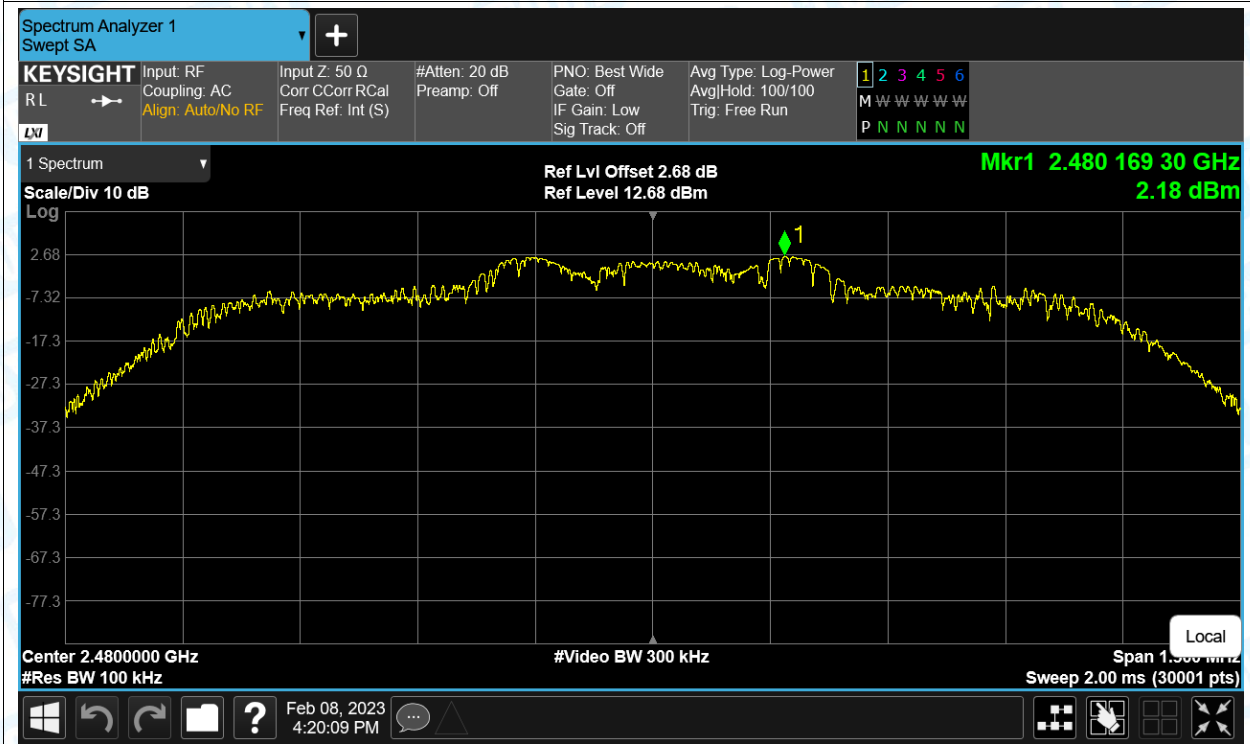 Spectrum Analyzer 1
Swept SA
KEYSIGHT
R L
LXI
Input: RF
Coupling: AC
Align: Auto/No RF
Input Z: 50 Ω
Corr CCorr RCal
Freq Ref: Int (S)
#Atten: 20 dB
Preamp: Off
PNO: Best Wide
Gate: Off
IF Gain: Low
Sig Track: Off
Avg Type: Log-Power
Avg|Hold: 100/100
Trig: Free Run
1 2 3 4 5 6
M W W W W W
P N N N N N
1 Spectrum
Scale/Div 10 dB
Log
Ref Lvl Offset 2.68 dB
Ref Level 12.68 dBm
Mkr1 2.480 169 30 GHz
2.18 dBm
1
2.68
-7.32
-17.3
-27.3
-37.3
-47.3
-57.3
-67.3
-77.3
Local
Center 2.4800000 GHz
#Video BW 300 kHz
Span
#Res BW 100 kHz
Sweep 2.00 ms (30001 pts)
?
Feb 08, 2023
4:20:09 PM